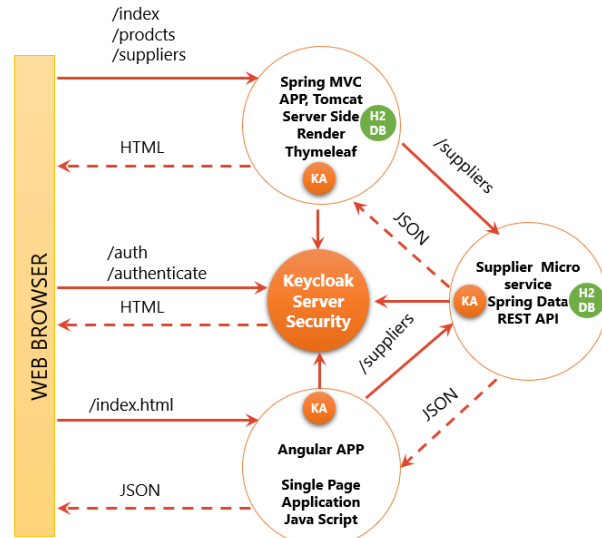 /index
/prodcts
/suppliers
Spring MVC
APP, Tomcat
Server Side
Render
Thymeleaf
H2
DB
KA
HTML
/suppliers
JSON
WEB BROWSER
/auth
/authenticate
HTML
Keycloak
Server
Security
Supplier Micro
service
Spring Data
REST API
KA
H2
DB
/suppliers
JSON
/index.html
KA
Angular APP
Single Page
Application
Java Script
JSON